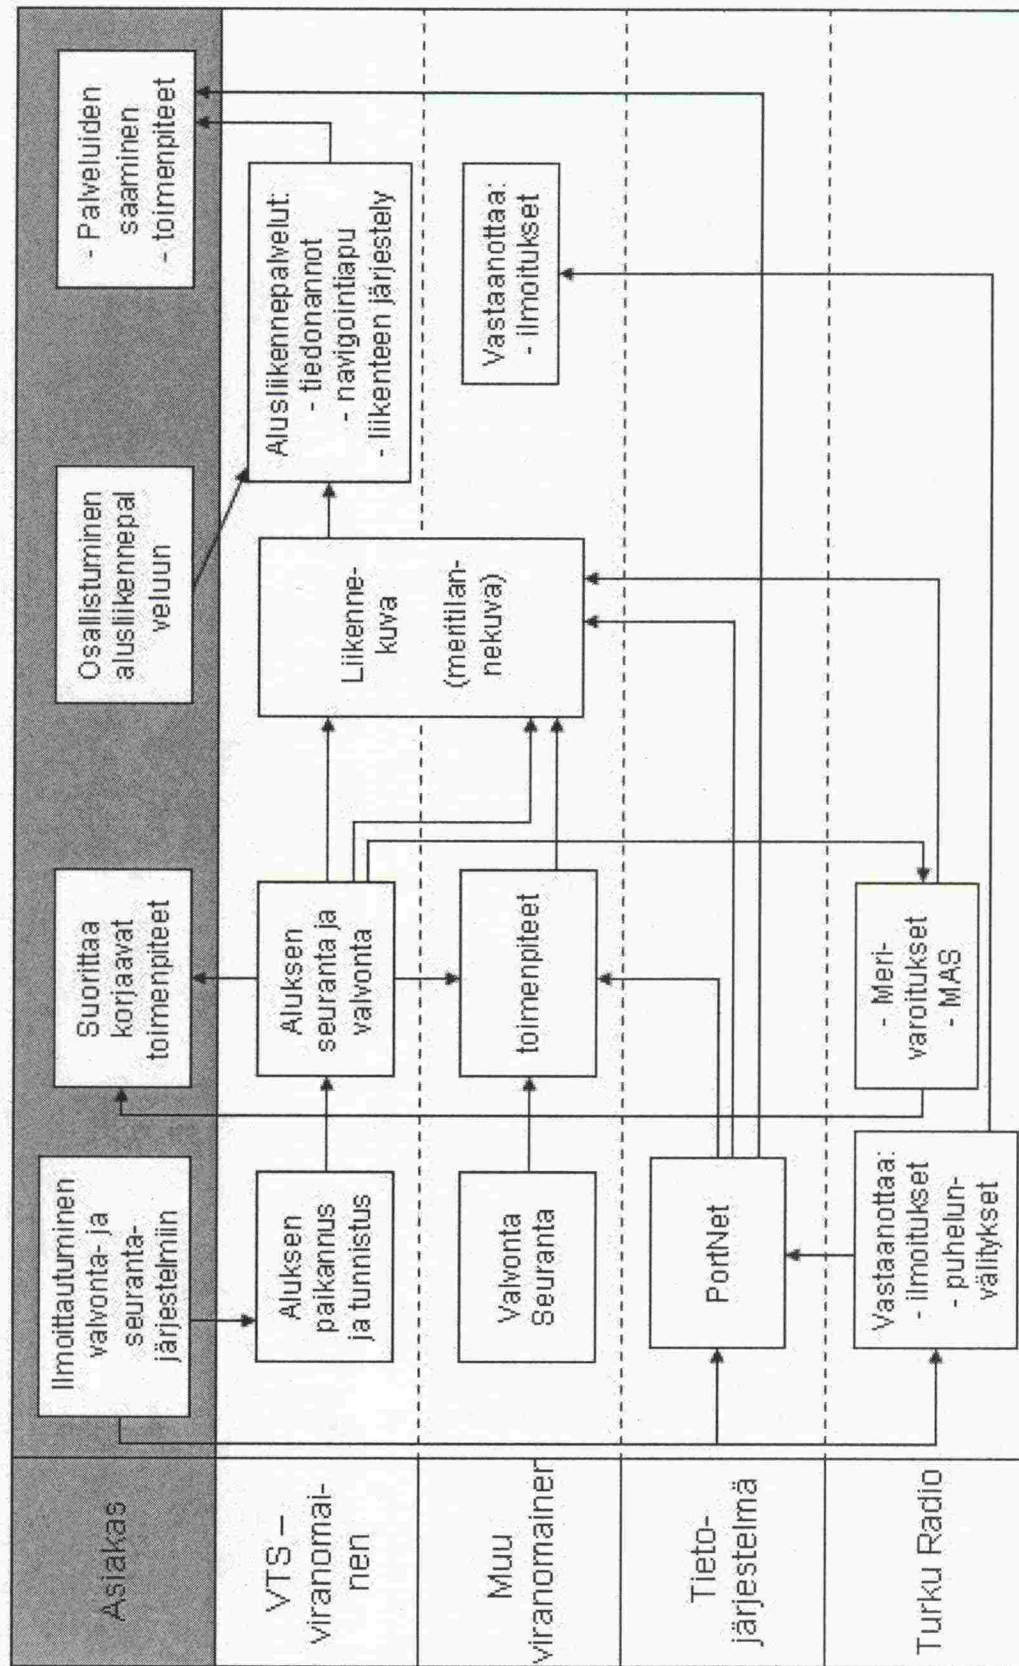 Asiakas
Ilmoittautuminen
valvonta- ja
seuranta-
järjestelmiin
Suorittaa
korjaavat
toimenpiteet
Osallistuminen
alusliikennepal
veluun
- Palveluiden
saaminen
- toimenpiteet
VTS –
viranomai-
nen
Aluksen
paikannus
ja tunnistus
Aluksen
seuranta ja
valvonta
Liikenne-
kuva
(meritilan-
nekuva)
Alusliikennepalvelut:
- tiedonannot
- navigointiapu
- liikenteen järjestely
Muu
viranomainer
Valvonta
Seuranta
toimenpiteet
Vastaanottaa:
- ilmoitukset
Tieto-
järjestelmä
PortNet
Turku Radio
Vastaanottaa:
- ilmoitukset
- puhelun-
välitykset
- Meri-
varoitukset
- MAS